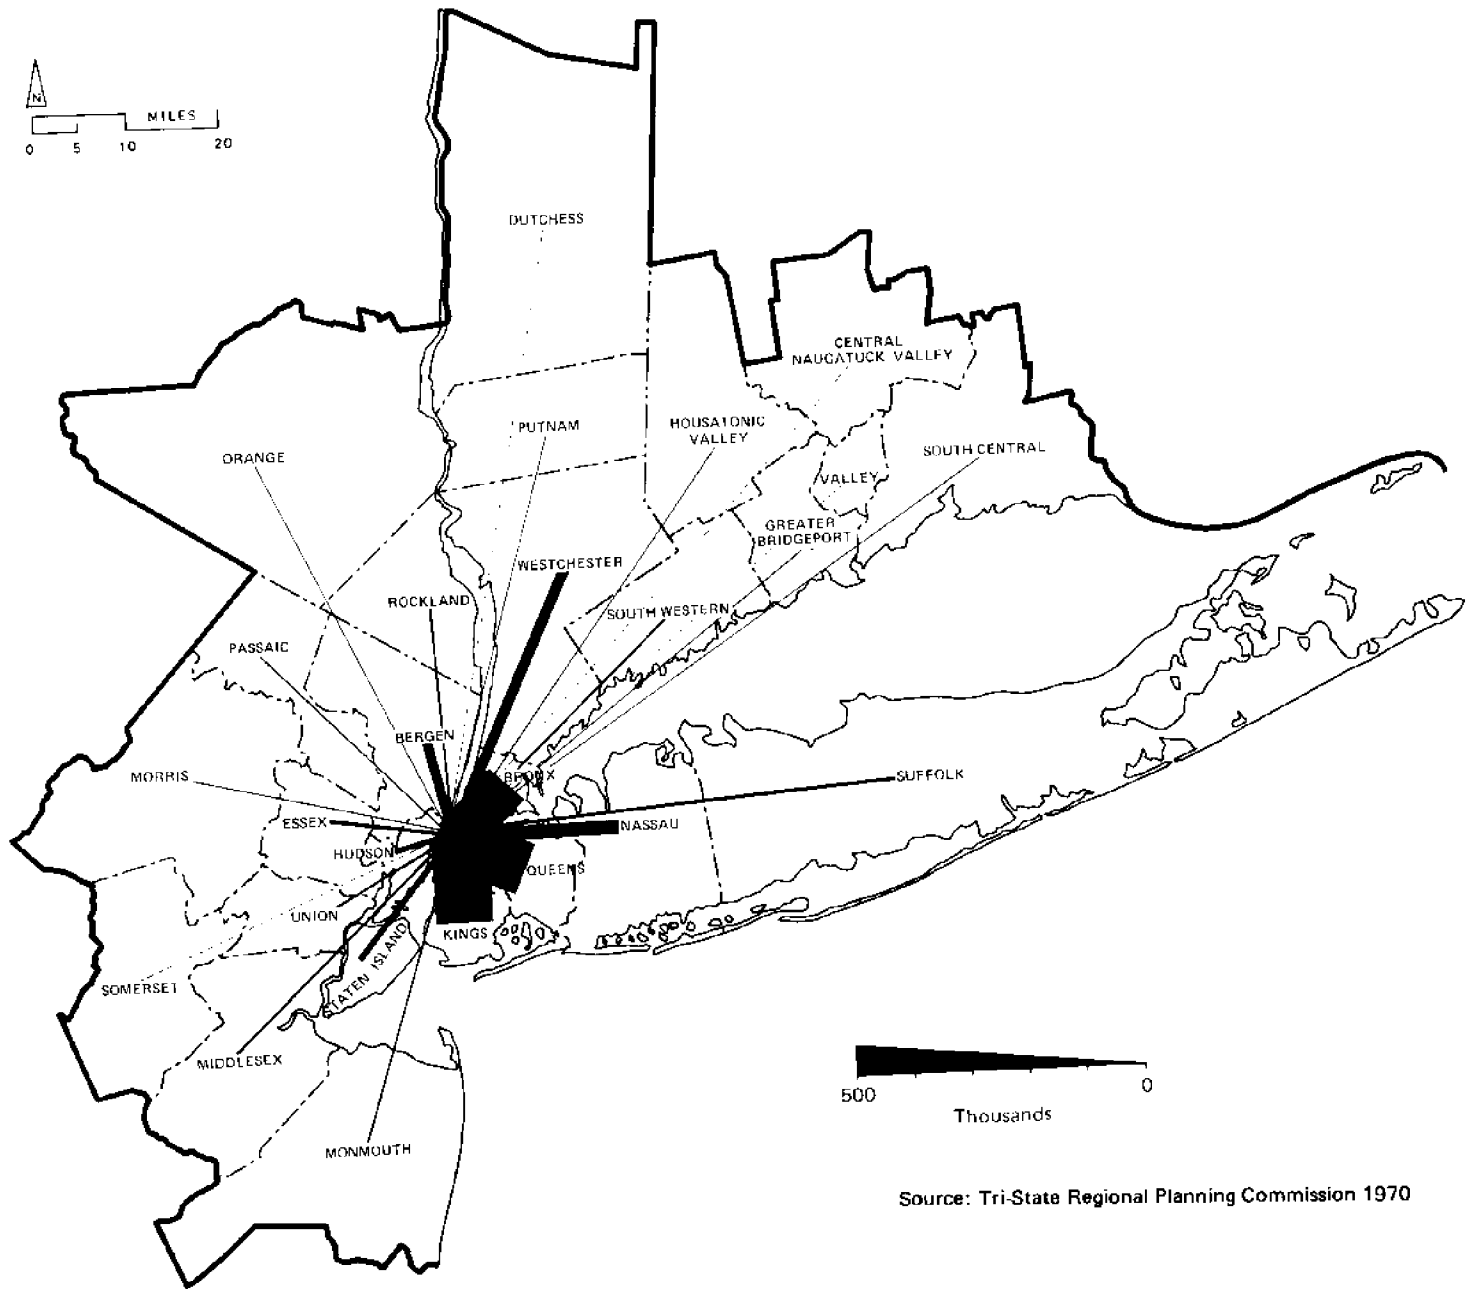 N
MILES
0 5 10 20
DUTCHESS
CENTRAL
NAUGATUCK VALLEY
PUTNAM
HOUSATONIC
VALLEY
ORANGE
SOUTH CENTRAL
VALLEY
GREATER
BRIDGEPORT
WESTCHESTER
ROCKLAND
SOUTH WESTERN
PASSAIC
BERGEN
MORRIS
BRONX
SUFFOLK
ESSEX
NASSAU
HUDSON
QUEENS
UNION
KINGS
STATEN ISLAND
SOMERSET
MIDDLESEX
MONMOUTH
500 0
Thousands
Source: Tri-State Regional Planning Commission 1970